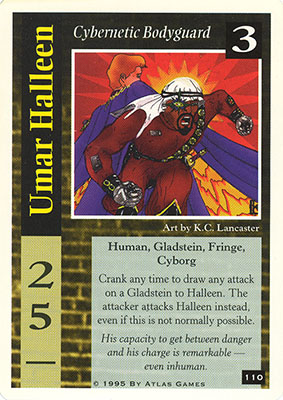 Cybernetic Bodyguard
3
Umar Halleen
Art by K.C. Lancaster
2
5
—
Human, Gladstein, Fringe,
Cyborg
Crank any time to draw any attack
on a Gladstein to Halleen. The
attacker attacks Halleen instead,
even if this is not normally possible.
His capacity to get between danger
and his charge is remarkable —
even inhuman.
110
© 1995 By Atlas Games